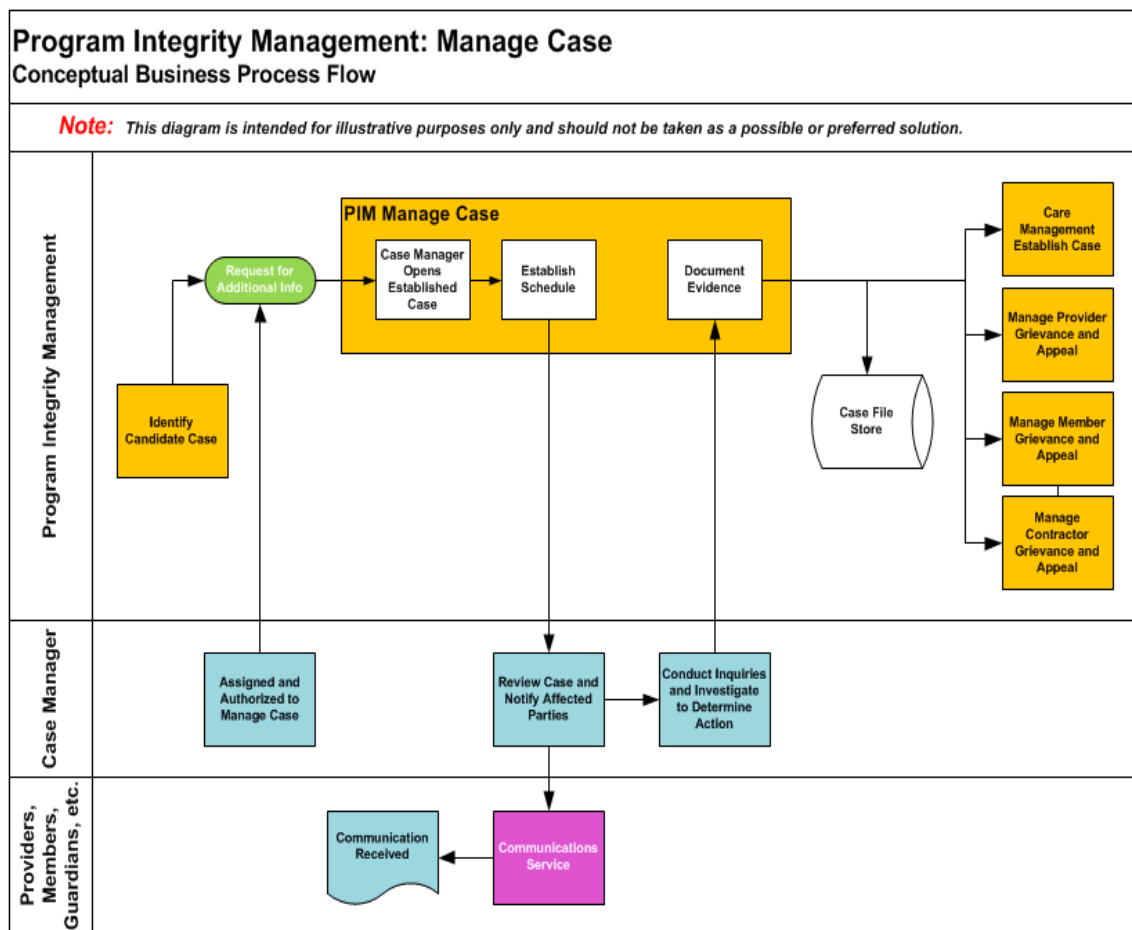 Program Integrity Management: Manage Case
Conceptual Business Process Flow
Note: This diagram is intended for illustrative purposes only and should not be taken as a possible or preferred solution.
Program Integrity Management
PIM Manage Case
Request for
Additional Info
Case Manager
Opens
Established
Case
Establish
Schedule
Document
Evidence
Care
Management
Establish Case
Manage Provider
Grievance and
Appeal
Identify
Candidate Case
Case File
Store
Manage Member
Grievance and
Appeal
Manage
Contractor
Grievance and
Appeal
Case Manager
Assigned and
Authorized to
Manage Case
Review Case and
Notify Affected
Parties
Conduct Inquiries
and Investigate
to Determine
Action
Providers,
Members,
Guardians, etc.
Communication
Received
Communications
Service